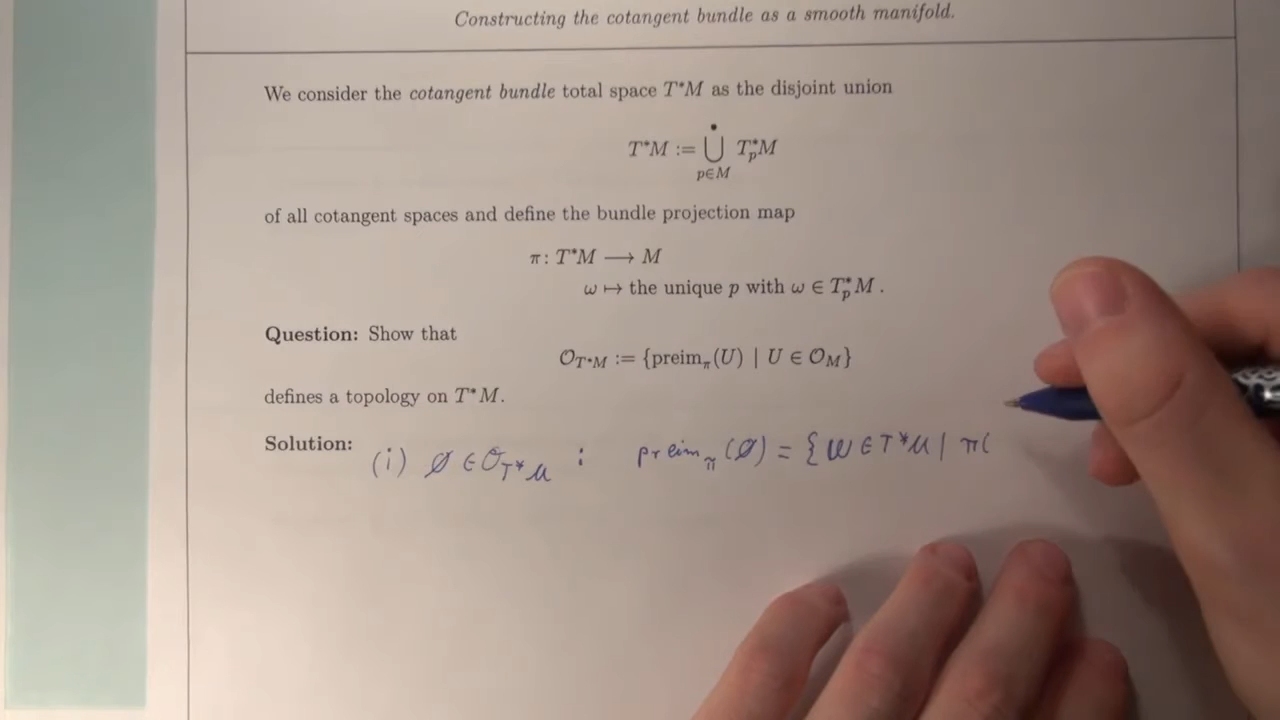 Constructing the cotangent bundle as a smooth manifold.
We consider the cotangent bundle total space T*M as the disjoint union
T*M := ⋃̇ T*ₚM
p∈M
of all cotangent spaces and define the bundle projection map
π: T*M ⟶ M
ω ↦ the unique p with ω ∈ T*ₚM .
Question: Show that
𝒪_{T*M} := {preim_π(U) | U ∈ 𝒪_M}
defines a topology on T*M.
Solution: (i) ∅ ∈ 𝒪_{T*M} : preim_π(∅) = {ω ∈ T*M | π(